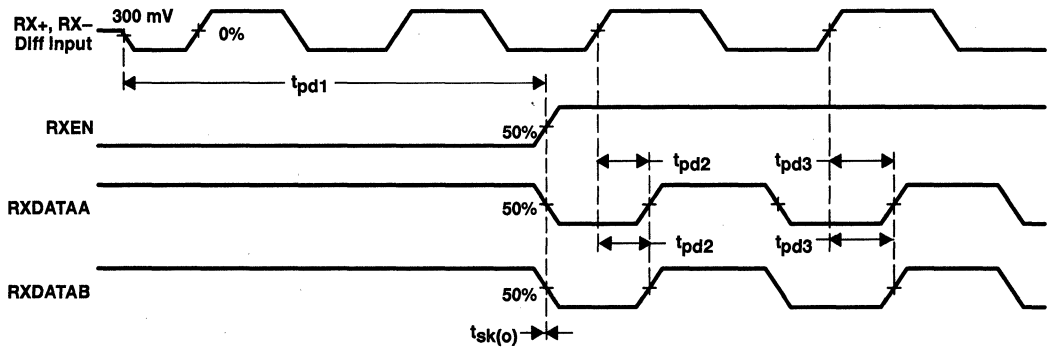 300 mV
RX+, RX–
Diff Input
0%
tpd1
RXEN
50%
tpd2
tpd3
RXDATAA
50%
tpd2
tpd3
RXDATAB
50%
tsk(o)